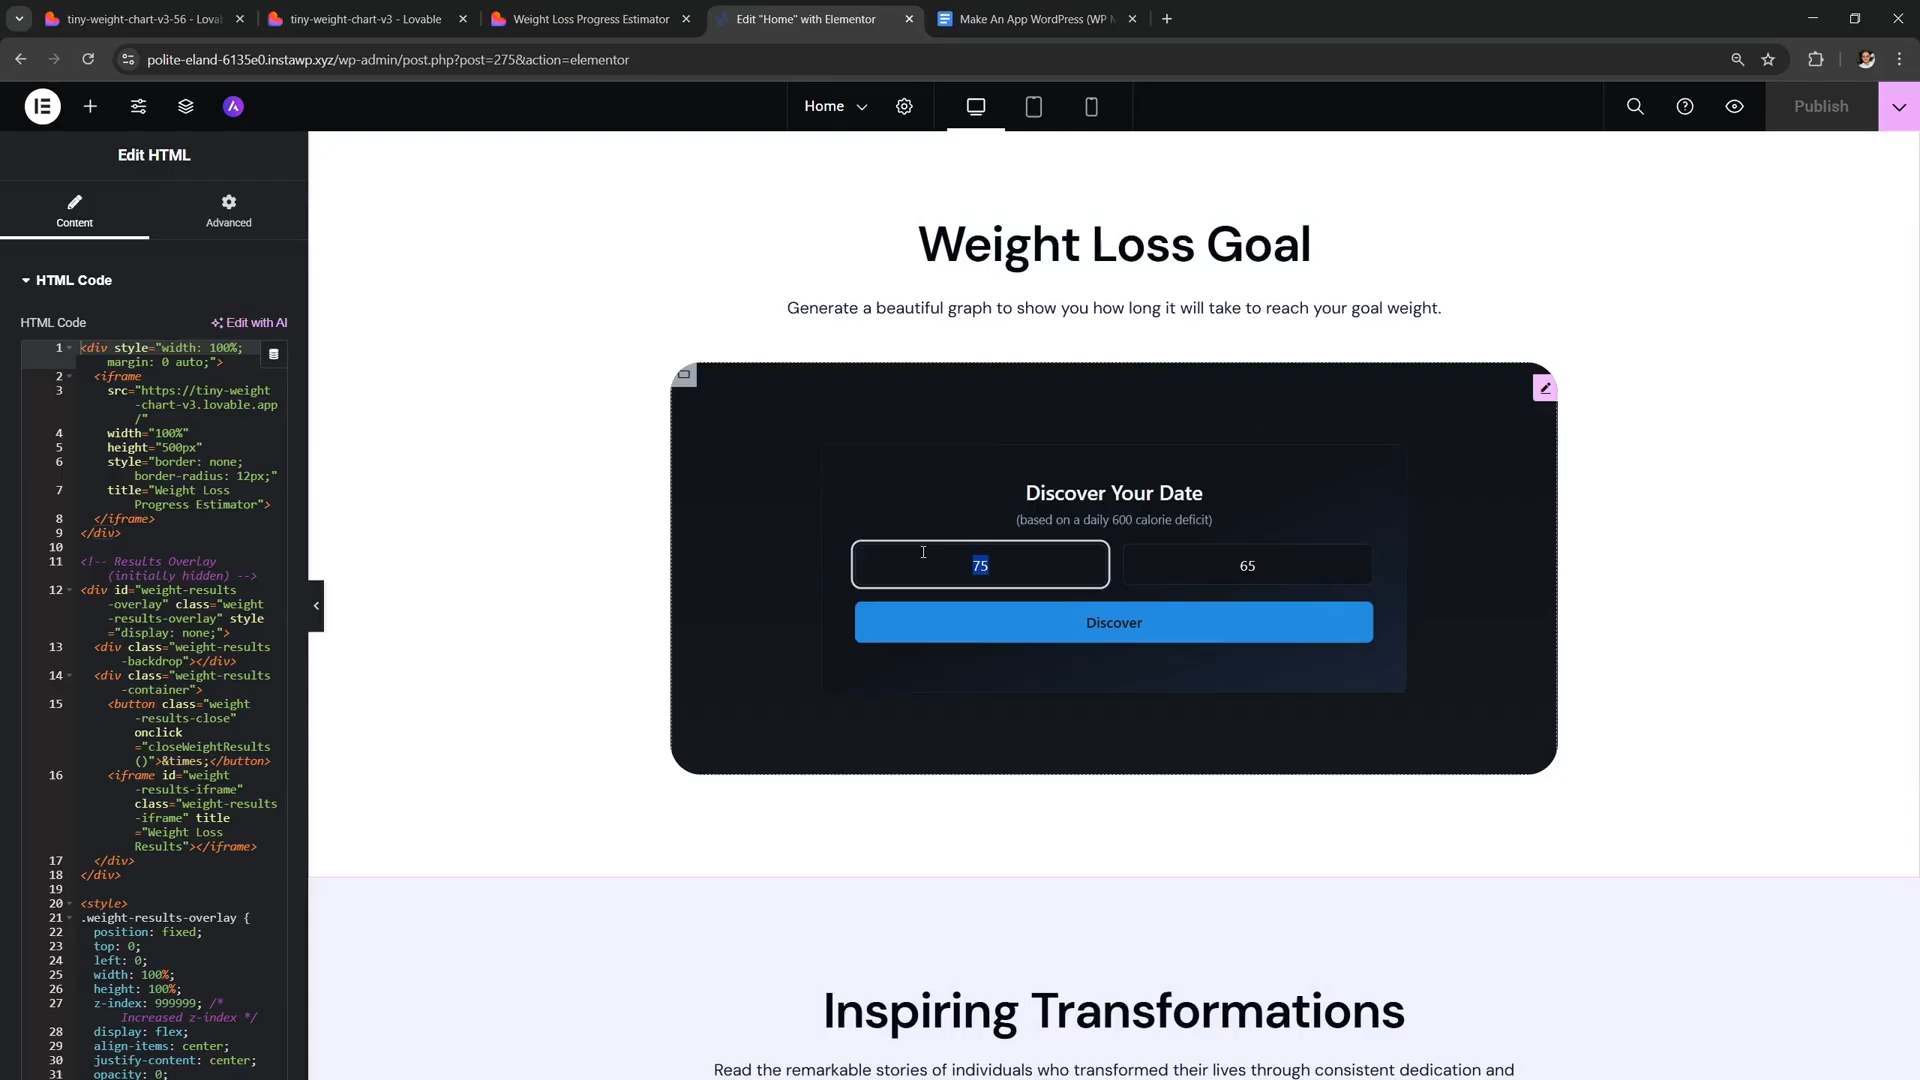 tiny-weight-chart-v3-56 - Lova
tiny-weight-chart-v3 - Lovable
Weight Loss Progress Estimator
Edit "Home" with Elementor
Make An App WordPress (WP M
polite-eland-6135e0.instawp.xyz/wp-admin/post.php?post=275&action=elementor
Home
Publish
Edit HTML
Content
Advanced
HTML Code
HTML Code
Edit with AI
1 <div style="width: 100%;
margin: 0 auto;">
2 <iframe
3 src="https://tiny-weight
-chart-v3.lovable.app
/"
4 width="100%"
5 height="500px"
6 style="border: none;
border-radius: 12px;"
7 title="Weight Loss
Progress Estimator">
8 </iframe>
9 </div>
10
11 <!-- Results Overlay
(initially hidden) -->
12 <div id="weight-results
-overlay" class="weight
-results-overlay" style
="display: none;">
13 <div class="weight-results
-backdrop"></div>
14 <div class="weight-results
-container">
15 <button class="weight
-results-close"
onclick
="closeWeightResults
()">&times;</button>
16 <iframe id="weight
-results-iframe"
class="weight-results
-iframe" title
="Weight Loss
Results"></iframe>
17 </div>
18 </div>
19
20 <style>
21 .weight-results-overlay {
22 position: fixed;
23 top: 0;
24 left: 0;
25 width: 100%;
26 height: 100%;
27 z-index: 999999; /*
Increased z-index */
28 display: flex;
29 align-items: center;
30 justify-content: center;
31 opacity: 0;
Weight Loss Goal
Generate a beautiful graph to show you how long it will take to reach your goal weight.
Discover Your Date
(based on a daily 600 calorie deficit)
75
65
Discover
Inspiring Transformations
Read the remarkable stories of individuals who transformed their lives through consistent dedication and